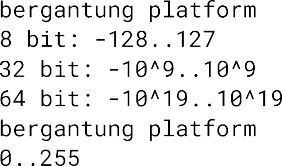 bergantung platform
8 bit: -128..127
32 bit: -10^9..10^9
64 bit: -10^19..10^19
bergantung platform
0..255